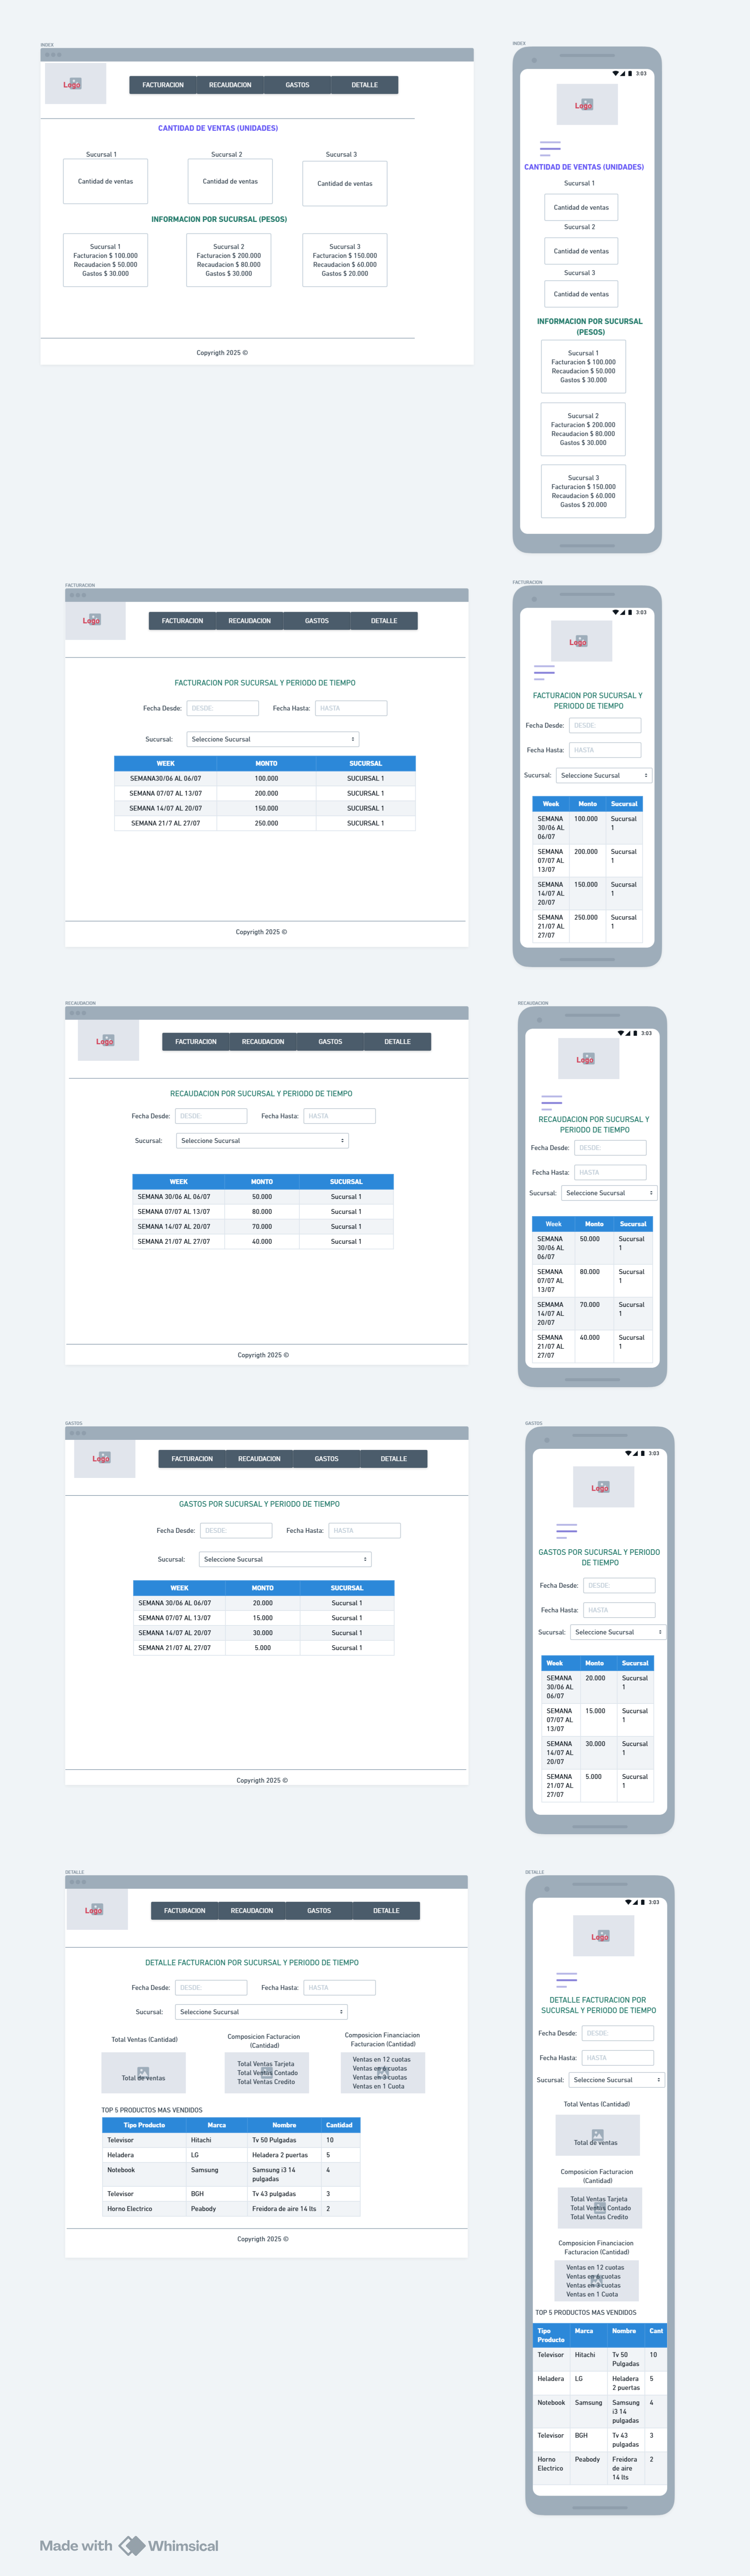 INDEX
Logo
FACTURACION RECAUDACION GASTOS DETALLE
CANTIDAD DE VENTAS (UNIDADES)
Sucursal 1 Sucursal 2 Sucursal 3
Cantidad de ventas Cantidad de ventas Cantidad de ventas
INFORMACION POR SUCURSAL (PESOS)
Sucursal 1 Sucursal 2 Sucursal 3
Facturacion $ 100.000 Facturacion $ 200.000 Facturacion $ 150.000
Recaudacion $ 50.000 Recaudacion $ 80.000 Recaudacion $ 60.000
Gastos $ 30.000 Gastos $ 30.000 Gastos $ 20.000
Copyrigth 2025 ©
INDEX
3:03
Logo
CANTIDAD DE VENTAS (UNIDADES)
Sucursal 1
Cantidad de ventas
Sucursal 2
Cantidad de ventas
Sucursal 3
Cantidad de ventas
INFORMACION POR SUCURSAL
(PESOS)
Sucursal 1
Facturacion $ 100.000
Recaudacion $ 50.000
Gastos $ 30.000
Sucursal 2
Facturacion $ 200.000
Recaudacion $ 80.000
Gastos $ 30.000
Sucursal 3
Facturacion $ 150.000
Recaudacion $ 60.000
Gastos $ 20.000
FACTURACION
Logo
FACTURACION RECAUDACION GASTOS DETALLE
FACTURACION POR SUCURSAL Y PERIODO DE TIEMPO
Fecha Desde: DESDE: Fecha Hasta: HASTA
Sucursal: Seleccione Sucursal
WEEK MONTO SUCURSAL
SEMANA30/06 AL 06/07 100.000 SUCURSAL 1
SEMANA 07/07 AL 13/07 200.000 SUCURSAL 1
SEMANA 14/07 AL 20/07 150.000 SUCURSAL 1
SEMANA 21/7 AL 27/07 250.000 SUCURSAL 1
Copyrigth 2025 ©
FACTURACION
3:03
Logo
FACTURACION POR SUCURSAL Y
PERIODO DE TIEMPO
Fecha Desde: DESDE:
Fecha Hasta: HASTA
Sucursal: Seleccione Sucursal
Week Monto Sucursal
SEMANA 100.000 Sucursal
30/06 AL 1
06/07
SEMANA 200.000 Sucursal
07/07 AL 1
13/07
SEMANA 150.000 Sucursal
14/07 AL 1
20/07
SEMANA 250.000 Sucursal
21/07 AL 1
27/07
RECAUDACION
Logo
FACTURACION RECAUDACION GASTOS DETALLE
RECAUDACION POR SUCURSAL Y PERIODO DE TIEMPO
Fecha Desde: DESDE: Fecha Hasta: HASTA
Sucursal: Seleccione Sucursal
WEEK MONTO SUCURSAL
SEMANA 30/06 AL 06/07 50.000 Sucursal 1
SEMANA 07/07 AL 13/07 80.000 Sucursal 1
SEMANA 14/07 AL 20/07 70.000 Sucursal 1
SEMANA 21/07 AL 27/07 40.000 Sucursal 1
Copyrigth 2025 ©
RECAUDACION
3:03
Logo
RECAUDACION POR SUCURSAL Y
PERIODO DE TIEMPO
Fecha Desde: DESDE:
Fecha Hasta: HASTA
Sucursal: Seleccione Sucursal
Week Monto Sucursal
SEMANA 50.000 Sucursal
30/06 AL 1
06/07
SEMANA 80.000 Sucursal
07/07 AL 1
13/07
SEMAMA 70.000 Sucursal
14/07 AL 1
20/07
SEMANA 40.000 Sucursal
21/07 AL 1
27/07
GASTOS
Logo
FACTURACION RECAUDACION GASTOS DETALLE
GASTOS POR SUCURSAL Y PERIODO DE TIEMPO
Fecha Desde: DESDE: Fecha Hasta: HASTA
Sucursal: Seleccione Sucursal
WEEK MONTO SUCURSAL
SEMANA 30/06 AL 06/07 20.000 Sucursal 1
SEMANA 07/07 AL 13/07 15.000 Sucursal 1
SEMANA 14/07 AL 20/07 30.000 Sucursal 1
SEMANA 21/07 AL 27/07 5.000 Sucursal 1
Copyrigth 2025 ©
GASTOS
3:03
Logo
GASTOS POR SUCURSAL Y PERIODO
DE TIEMPO
Fecha Desde: DESDE:
Fecha Hasta: HASTA
Sucursal: Seleccione Sucursal
Week Monto Sucursal
SEMANA 20.000 Sucursal
30/06 AL 1
06/07
SEMANA 15.000 Sucursal
07/07 AL 1
13/07
SEMANA 30.000 Sucursal
14/07 AL 1
20/07
SEMANA 5.000 Sucursal
21/07 AL 1
27/07
DETALLE
Logo
FACTURACION RECAUDACION GASTOS DETALLE
DETALLE FACTURACION POR SUCURSAL Y PERIODO DE TIEMPO
Fecha Desde: DESDE: Fecha Hasta: HASTA
Sucursal: Seleccione Sucursal
Total Ventas (Cantidad)
Total de ventas
Composicion Facturacion
(Cantidad)
Total Ventas Tarjeta
Total Ventas Contado
Total Ventas Credito
Composicion Financiacion
Facturacion (Cantidad)
Ventas en 12 cuotas
Ventas en 6 cuotas
Ventas en 3 cuotas
Ventas en 1 Cuota
TOP 5 PRODUCTOS MAS VENDIDOS
Tipo Producto Marca Nombre Cantidad
Televisor Hitachi Tv 50 Pulgadas 10
Heladera LG Heladera 2 puertas 5
Notebook Samsung Samsung i3 14 4
pulgadas
Televisor BGH Tv 43 pulgadas 3
Horno Electrico Peabody Freidora de aire 14 lts 2
Copyrigth 2025 ©
DETALLE
3:03
Logo
DETALLE FACTURACION POR
SUCURSAL Y PERIODO DE TIEMPO
Fecha Desde: DESDE:
Fecha Hasta: HASTA
Sucursal: Seleccione Sucursal
Total Ventas (Cantidad)
Total de ventas
Composicion Facturacion
(Cantidad)
Total Ventas Tarjeta
Total Ventas Contado
Total Ventas Credito
Composicion Financiacion
Facturacion (Cantidad)
Ventas en 12 cuotas
Ventas en 6 cuotas
Ventas en 3 cuotas
Ventas en 1 Cuota
TOP 5 PRODUCTOS MAS VENDIDOS
Tipo Marca Nombre Cant
Producto
Televisor Hitachi Tv 50 10
Pulgadas
Heladera LG Heladera 5
2 puertas
Notebook Samsung Samsung 4
i3 14
pulgadas
Televisor BGH Tv 43 3
pulgadas
Horno Peabody Freidora 2
Electrico de aire
14 lts
Made with Whimsical